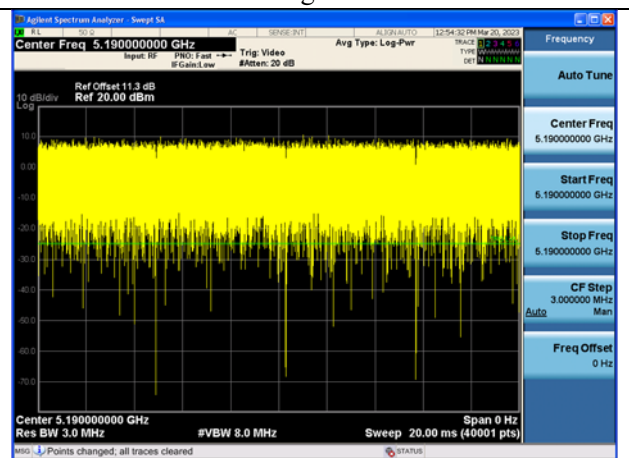 Agilent Spectrum Analyzer - Swept SA
RL 50 Ω AC SENSE:INT ALIGN AUTO 12:54:32 PM Mar 20, 2023
Center Freq 5.190000000 GHz
Input: RF PNO: Fast IFGain:Low
Trig: Video
#Atten: 20 dB
Avg Type: Log-Pwr
TRACE 1 2 3 4 5 6
TYPE
DET N N N N N N
Ref Offset 11.3 dB
10 dB/div Ref 20.00 dBm
Log
10.0
0.00
-10.0
-20.0
-30.0
-40.0
-50.0
-60.0
-70.0
Center 5.190000000 GHz Span 0 Hz
Res BW 3.0 MHz #VBW 8.0 MHz Sweep 20.00 ms (40001 pts)
MSG Points changed; all traces cleared STATUS
Frequency
Auto Tune
Center Freq
5.190000000 GHz
Start Freq
5.190000000 GHz
Stop Freq
5.190000000 GHz
CF Step
3.000000 MHz
Auto Man
Freq Offset
0 Hz